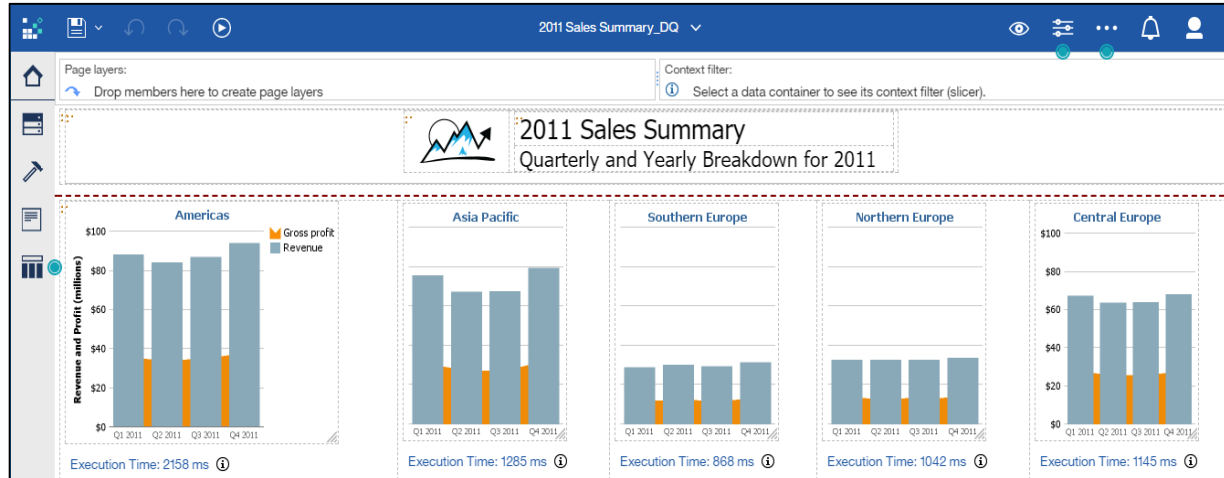 2011 Sales Summary_DQ
Page layers:
Drop members here to create page layers
Context filter:
Select a data container to see its context filter (slicer).
2011 Sales Summary
Quarterly and Yearly Breakdown for 2011
Americas
Revenue and Profit (millions)
$100
$80
$60
$40
$20
$0
Q1 2011 Q2 2011 Q3 2011 Q4 2011
Gross profit
Revenue
Execution Time: 2158 ms
Asia Pacific
Q1 2011 Q2 2011 Q3 2011 Q4 2011
Execution Time: 1285 ms
Southern Europe
Q1 2011 Q2 2011 Q3 2011 Q4 2011
Execution Time: 868 ms
Northern Europe
Q1 2011 Q2 2011 Q3 2011 Q4 2011
Execution Time: 1042 ms
Central Europe
$100
$80
$60
$40
$20
$0
Q1 2011 Q2 2011 Q3 2011 Q4 2011
Execution Time: 1145 ms